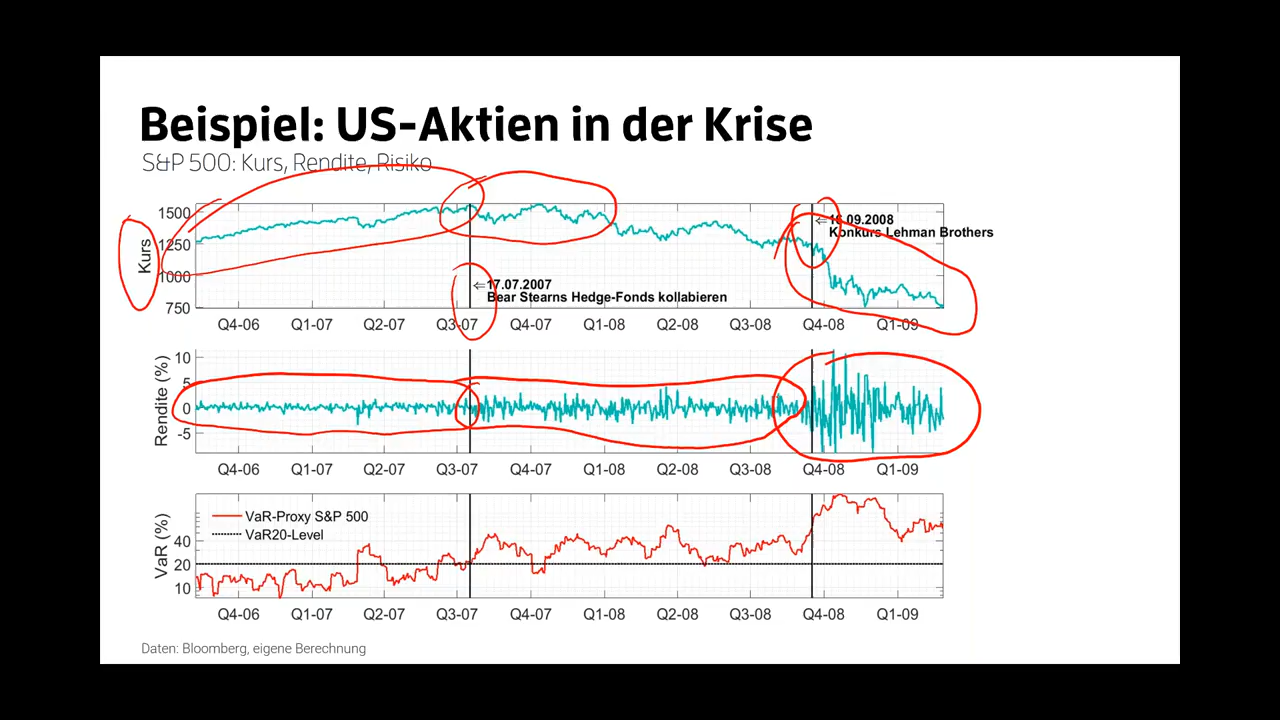 Beispiel: US-Aktien in der Krise
S&P 500: Kurs, Rendite, Risiko
Kurs
1500
1250
1000
750
⇐16.09.2008
Konkurs Lehman Brothers
⇐17.07.2007
Bear Stearns Hedge-Fonds kollabieren
Q4-06 Q1-07 Q2-07 Q3-07 Q4-07 Q1-08 Q2-08 Q3-08 Q4-08 Q1-09
Rendite (%)
10
5
0
-5
Q4-06 Q1-07 Q2-07 Q3-07 Q4-07 Q1-08 Q2-08 Q3-08 Q4-08 Q1-09
VaR (%)
VaR-Proxy S&P 500
VaR20-Level
40
20
10
Q4-06 Q1-07 Q2-07 Q3-07 Q4-07 Q1-08 Q2-08 Q3-08 Q4-08 Q1-09
Daten: Bloomberg, eigene Berechnung